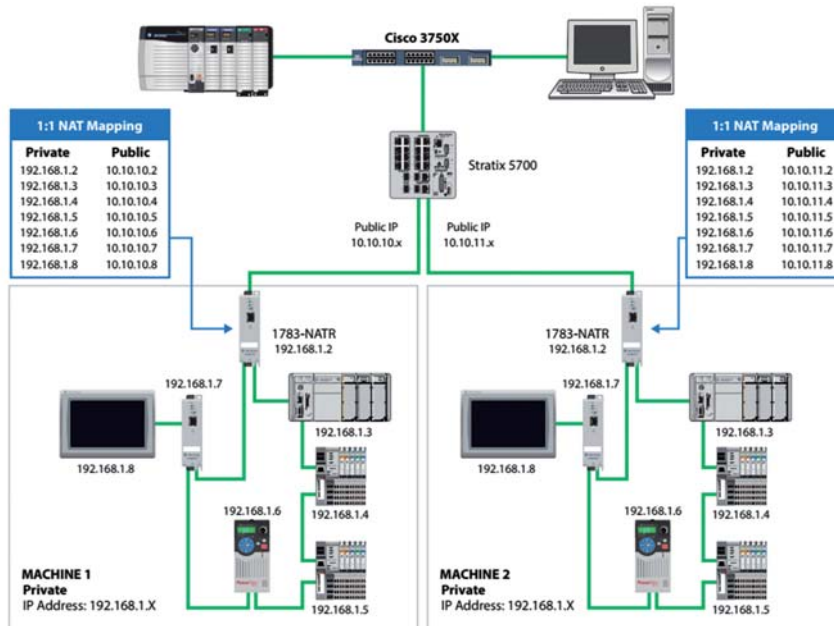 Cisco 3750X
1:1 NAT Mapping
Private Public
192.168.1.2 10.10.10.2
192.168.1.3 10.10.10.3
192.168.1.4 10.10.10.4
192.168.1.5 10.10.10.5
192.168.1.6 10.10.10.6
192.168.1.7 10.10.10.7
192.168.1.8 10.10.10.8
Stratix 5700
1:1 NAT Mapping
Private Public
192.168.1.2 10.10.11.2
192.168.1.3 10.10.11.3
192.168.1.4 10.10.11.4
192.168.1.5 10.10.11.5
192.168.1.6 10.10.11.6
192.168.1.7 10.10.11.7
192.168.1.8 10.10.11.8
Public IP
10.10.10.x
Public IP
10.10.11.x
1783-NATR
192.168.1.2
192.168.1.7
192.168.1.3
192.168.1.8
192.168.1.4
192.168.1.6
192.168.1.5
MACHINE 1
Private
IP Address: 192.168.1.X
1783-NATR
192.168.1.2
192.168.1.7
192.168.1.3
192.168.1.8
192.168.1.4
192.168.1.6
192.168.1.5
MACHINE 2
Private
IP Address: 192.168.1.X